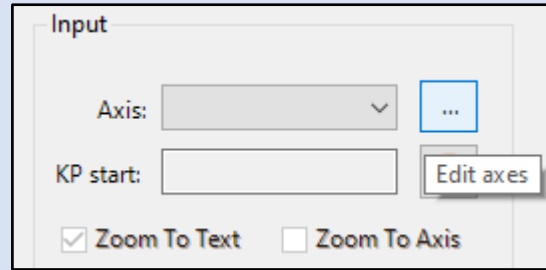 Input
Axis: ...
KP start: Edit axes
Zoom To Text Zoom To Axis